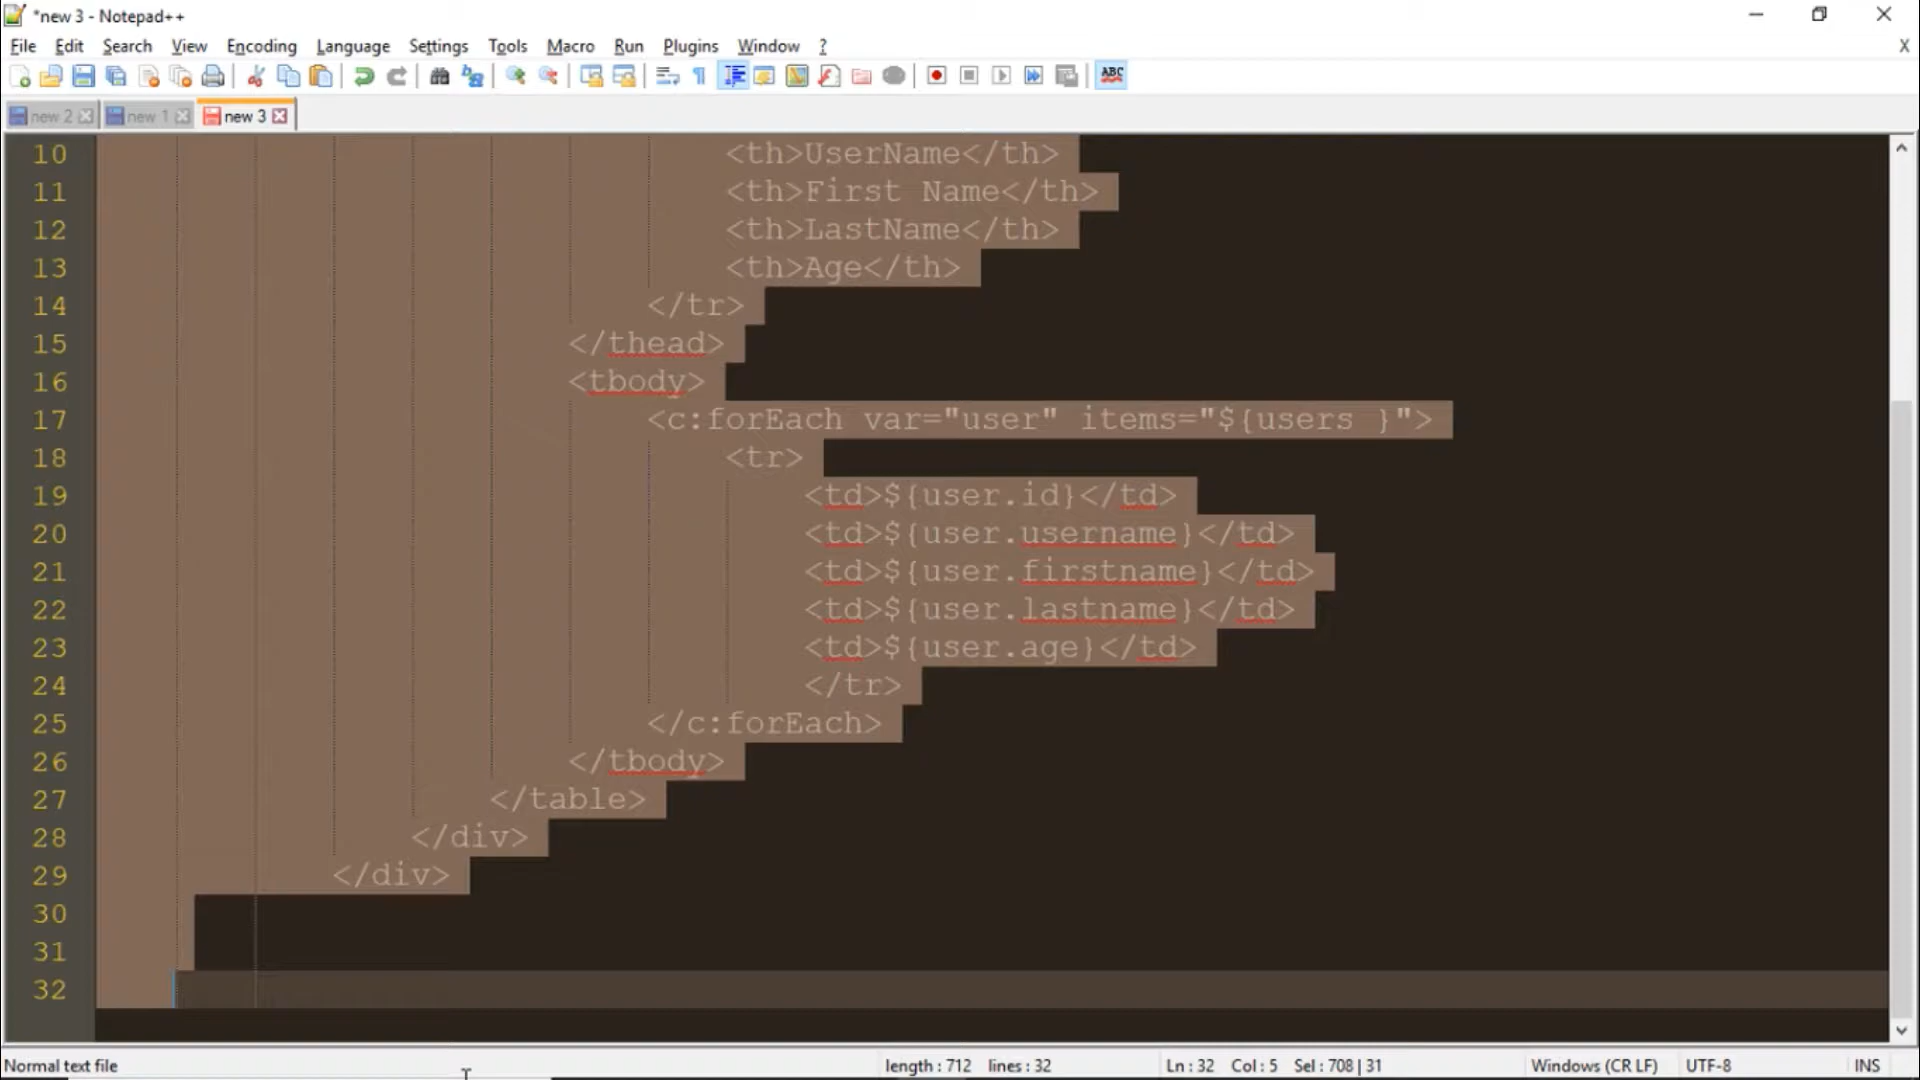 *new 3 - Notepad++
File Edit Search View Encoding Language Settings Tools Macro Run Plugins Window ? X
ABC
new 2 new 1 new 3
10 <th>UserName</th>
11 <th>First Name</th>
12 <th>LastName</th>
13 <th>Age</th>
14 </tr>
15 </thead>
16 <tbody>
17 <c:forEach var="user" items="${users }">
18 <tr>
19 <td>${user.id}</td>
20 <td>${user.username}</td>
21 <td>${user.firstname}</td>
22 <td>${user.lastname}</td>
23 <td>${user.age}</td>
24 </tr>
25 </c:forEach>
26 </tbody>
27 </table>
28 </div>
29 </div>
30
31
32
Normal text file length : 712 lines : 32 Ln : 32 Col : 5 Sel : 708 | 31 Windows (CR LF) UTF-8 INS